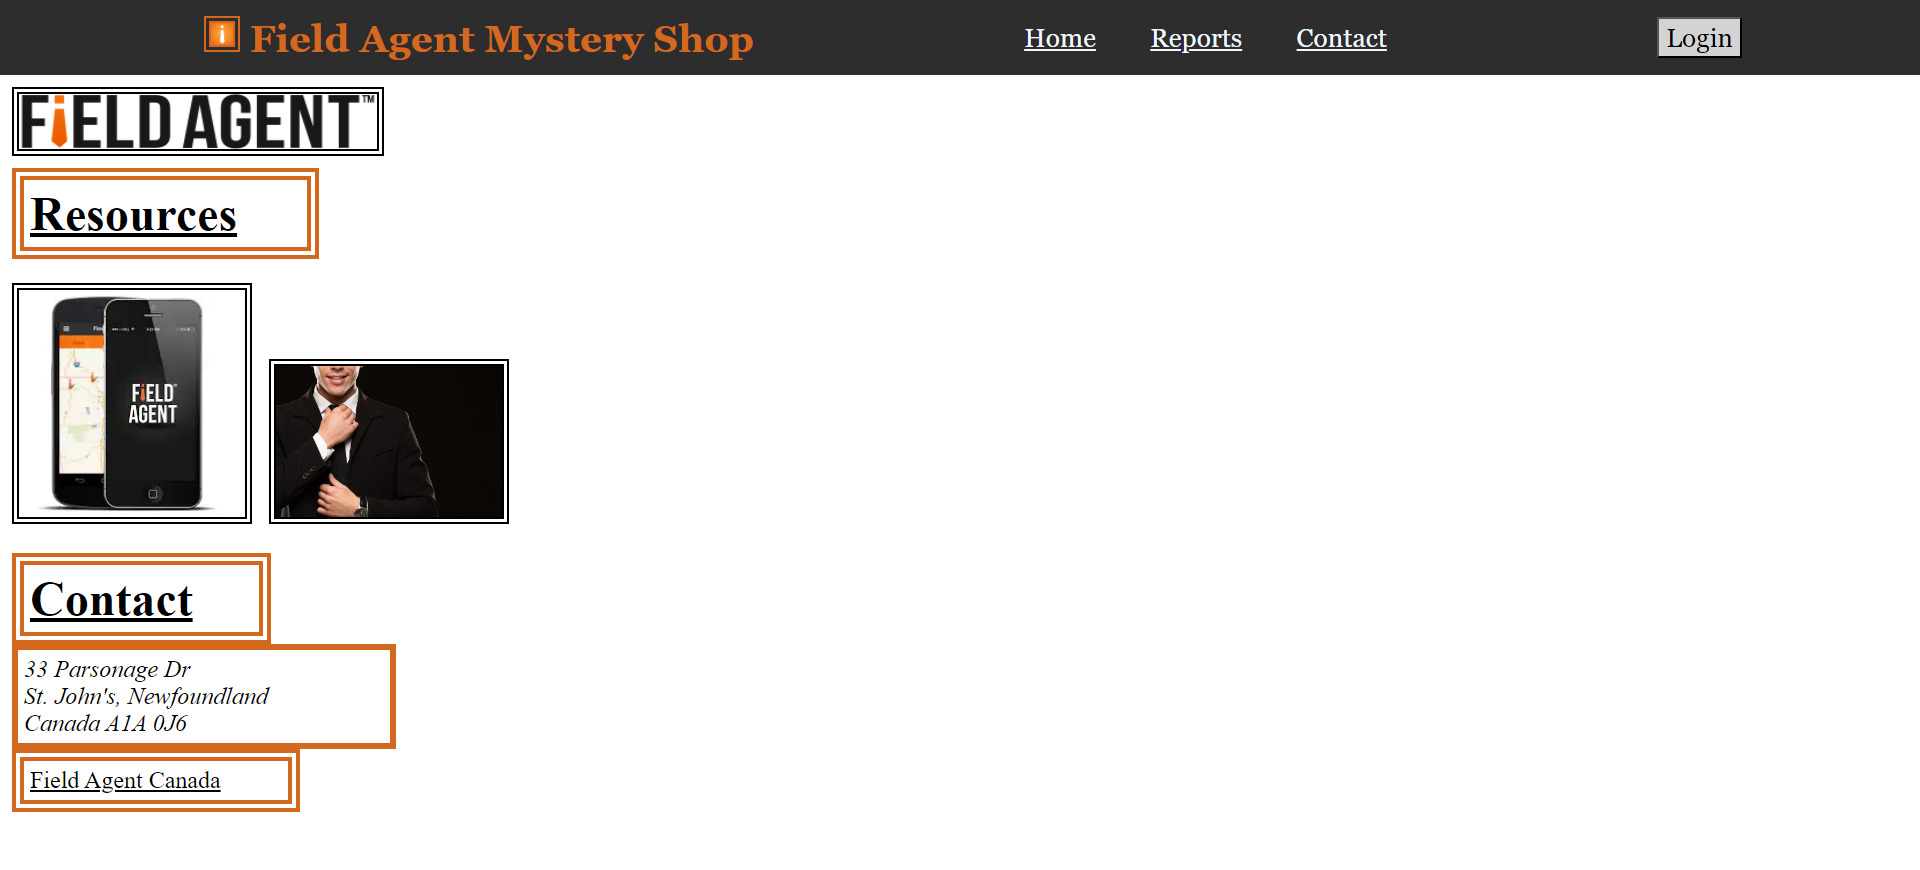 Field Agent Mystery Shop
Home Reports Contact
Login
FiELD AGENT™
Resources
FiELD
AGENT
Contact
33 Parsonage Dr
St. John's, Newfoundland
Canada A1A 0J6
Field Agent Canada